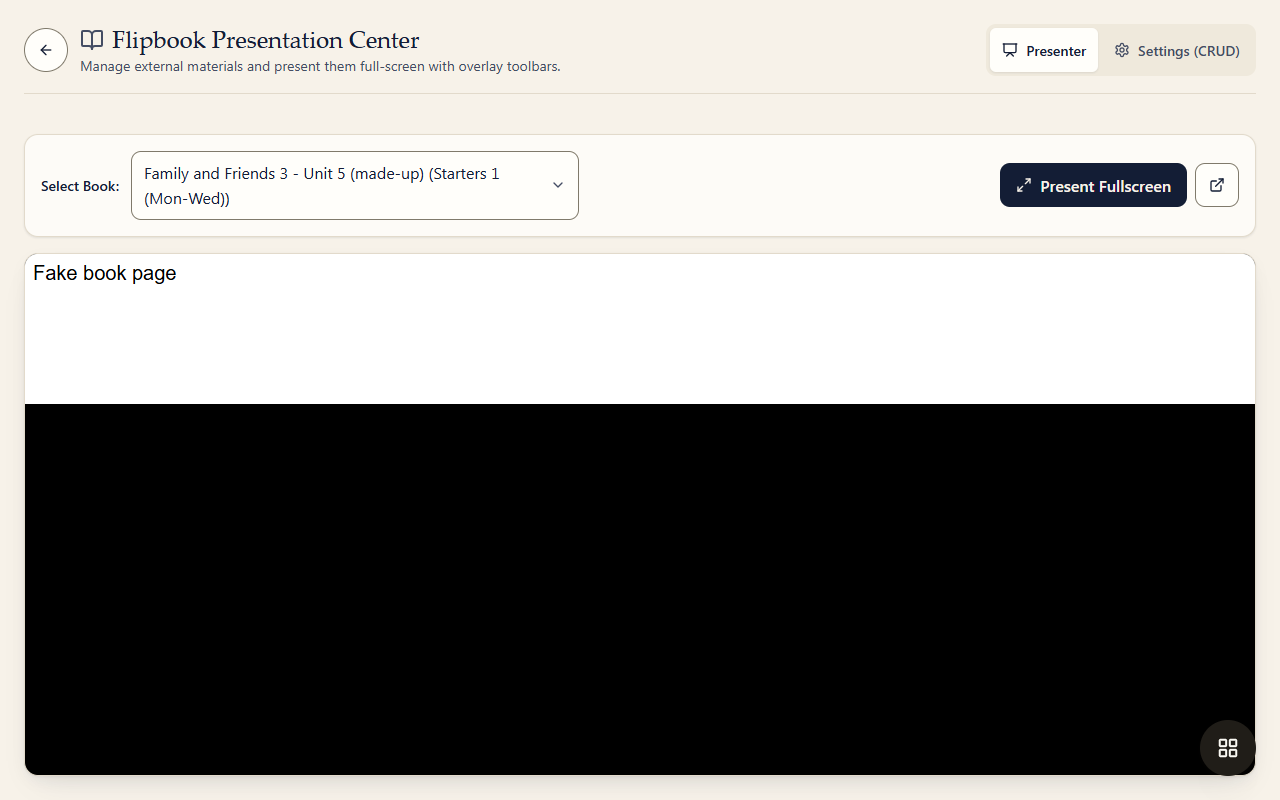 Flipbook Presentation Center
Manage external materials and present them full-screen with overlay toolbars.
Presenter
Settings (CRUD)
Select Book:
Family and Friends 3 - Unit 5 (made-up) (Starters 1
(Mon-Wed))
Present Fullscreen
Fake book page